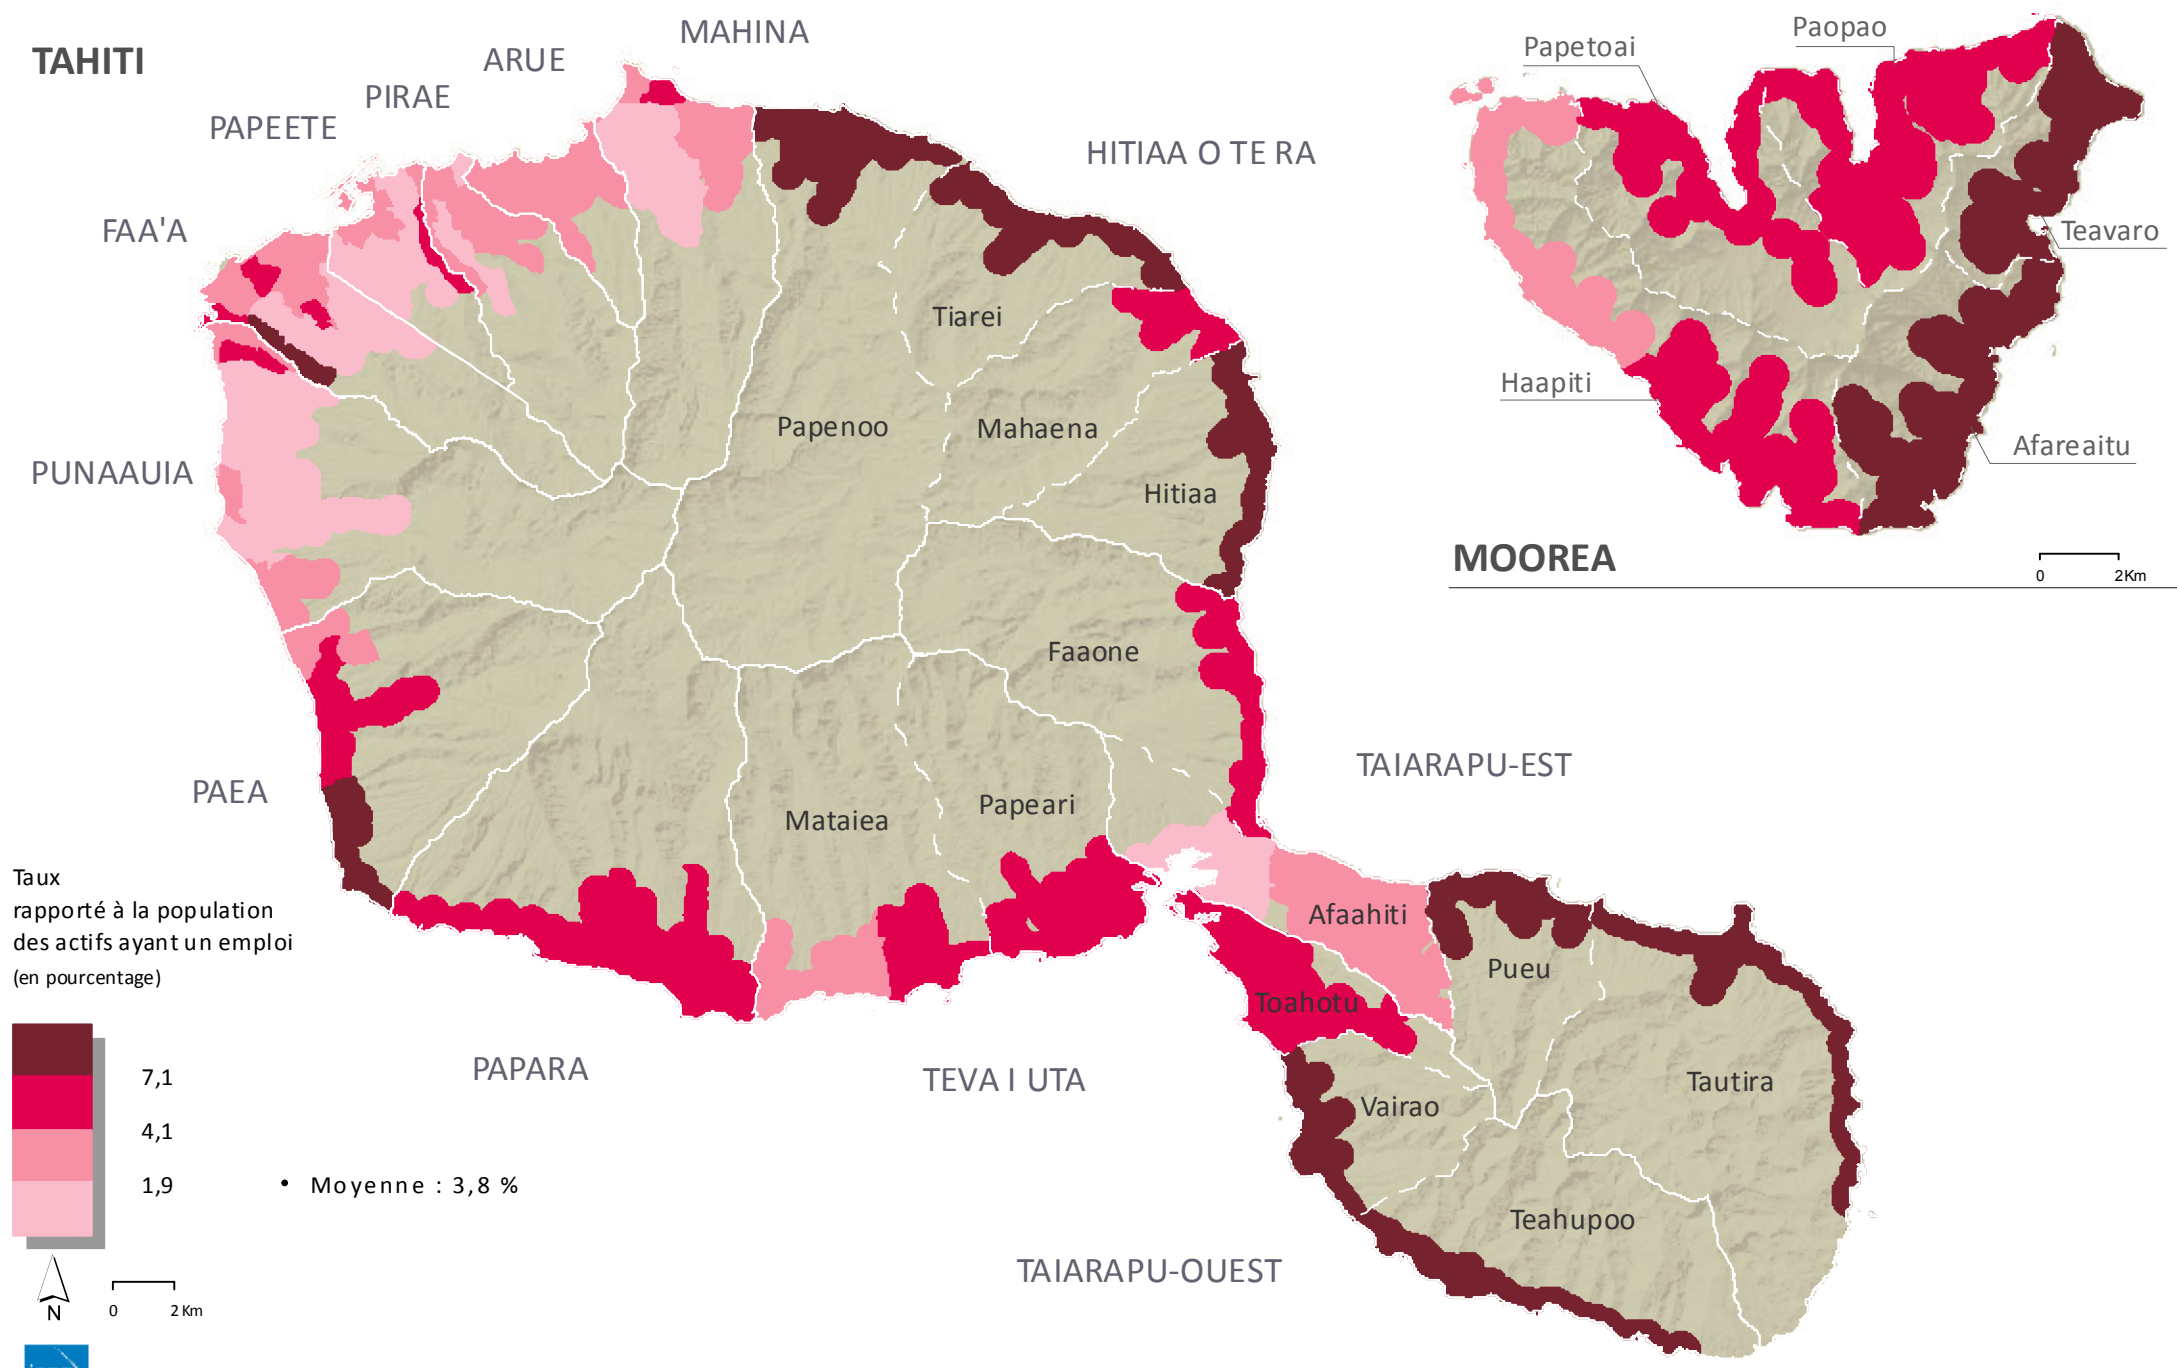 TAHITI
MAHINA
ARUE
PIRAE
PAPEETE
FAA'A
HITIAA O TE RA
Papetoai
Paopao
Teavaro
Haapiti
Afareaitu
MOOREA
0 2 Km
Tiarei
Papenoo
Mahaena
Hitiaa
PUNAAUIA
Faaone
TAIARAPU-EST
PAEA
Mataiea
Papeari
Afaahiti
Pueu
Toahotu
Tautira
Vairao
Teahupoo
PAPARA
TEVA I UTA
TAIARAPU-OUEST
Taux
rapporté à la population
des actifs ayant un emploi
(en pourcentage)
7,1
4,1
1,9
• Moyenne : 3,8 %
N
0 2 Km